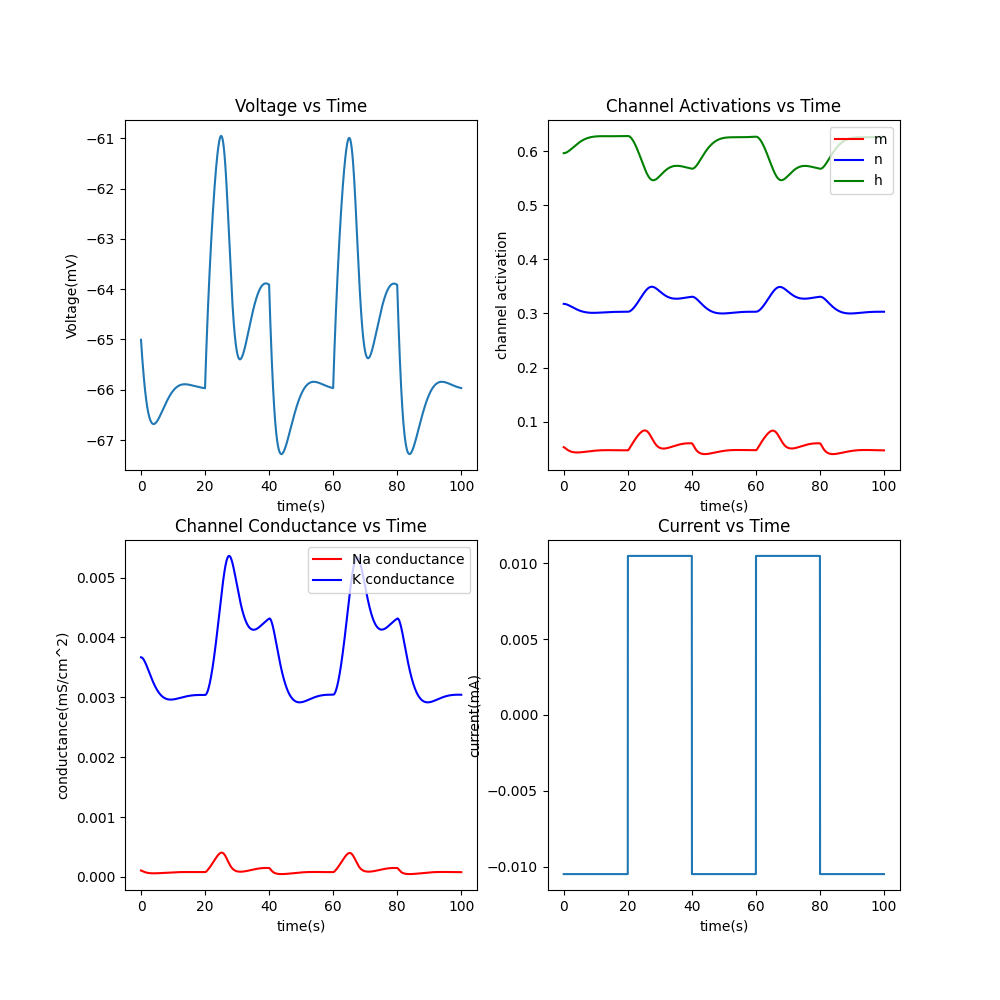 Voltage vs Time
Voltage(mV)
−61
−62
−63
−64
−65
−66
−67
0 20 40 60 80 100
time(s)
Channel Activations vs Time
channel activation
0.6
0.5
0.4
0.3
0.2
0.1
m
n
h
0 20 40 60 80 100
time(s)
Channel Conductance vs Time
conductance(mS/cm^2)
0.005
0.004
0.003
0.002
0.001
0.000
Na conductance
K conductance
0 20 40 60 80 100
time(s)
Current vs Time
current(mA)
0.010
0.005
0.000
−0.005
−0.010
0 20 40 60 80 100
time(s)